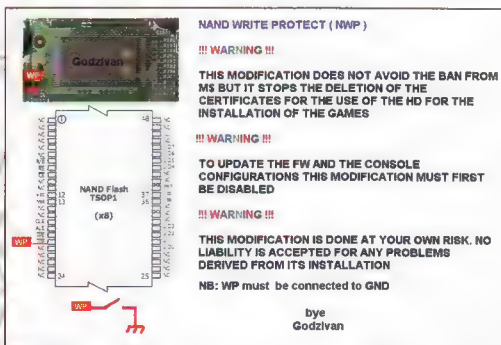 Godzivan
WP
NAND WRITE PROTECT ( NWP )
!!! WARNING !!!
THIS MODIFICATION DOES NOT AVOID THE BAN FROM
M$ BUT IT STOPS THE DELETION OF THE
CERTIFICATES FOR THE USE OF THE HD FOR THE
INSTALLATION OF THE GAMES
!!! WARNING !!!
TO UPDATE THE FW AND THE CONSOLE
CONFIGURATIONS THIS MODIFICATION MUST FIRST
BE DISABLED
!!! WARNING !!!
THIS MODIFICATION IS DONE AT YOUR OWN RISK. NO
LIABILITY IS ACCEPTED FOR ANY PROBLEMS
DERIVED FROM ITS INSTALLATION
NB: WP must be connected to GND
bye
Godzivan
1
48
NAND Flash
TSOP1
(x8)
12
13
37
36
WP
24
25
WP